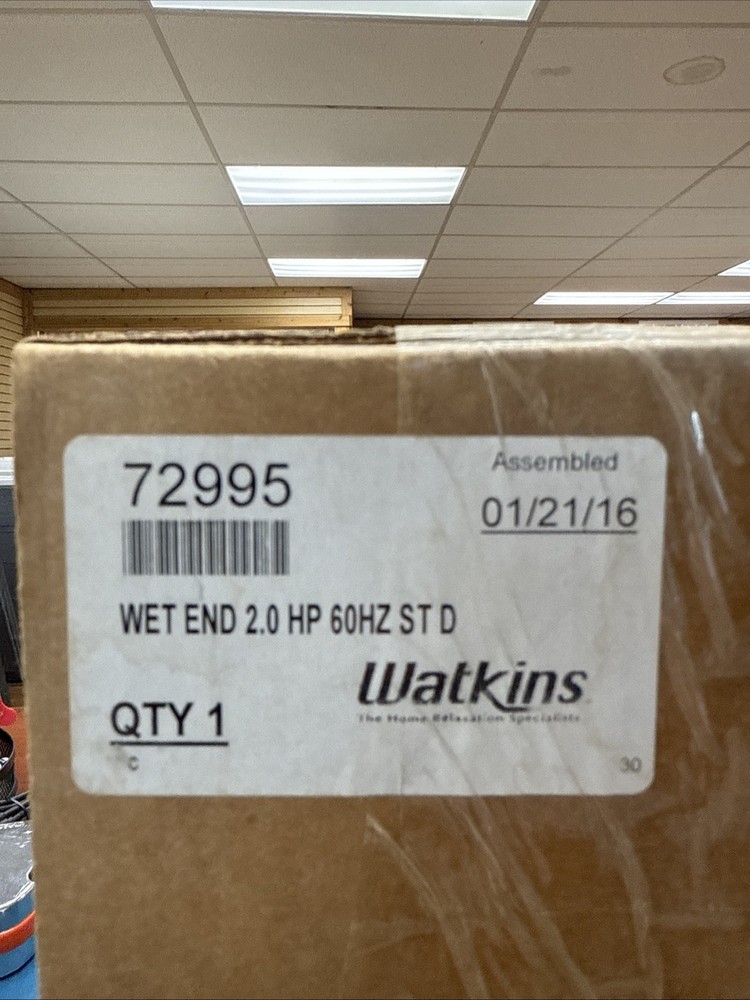 72995
Assembled
01/21/16
WET END 2.0 HP 60HZ ST D
Watkins
The Home Relaxation Specialists
QTY 1
C
30